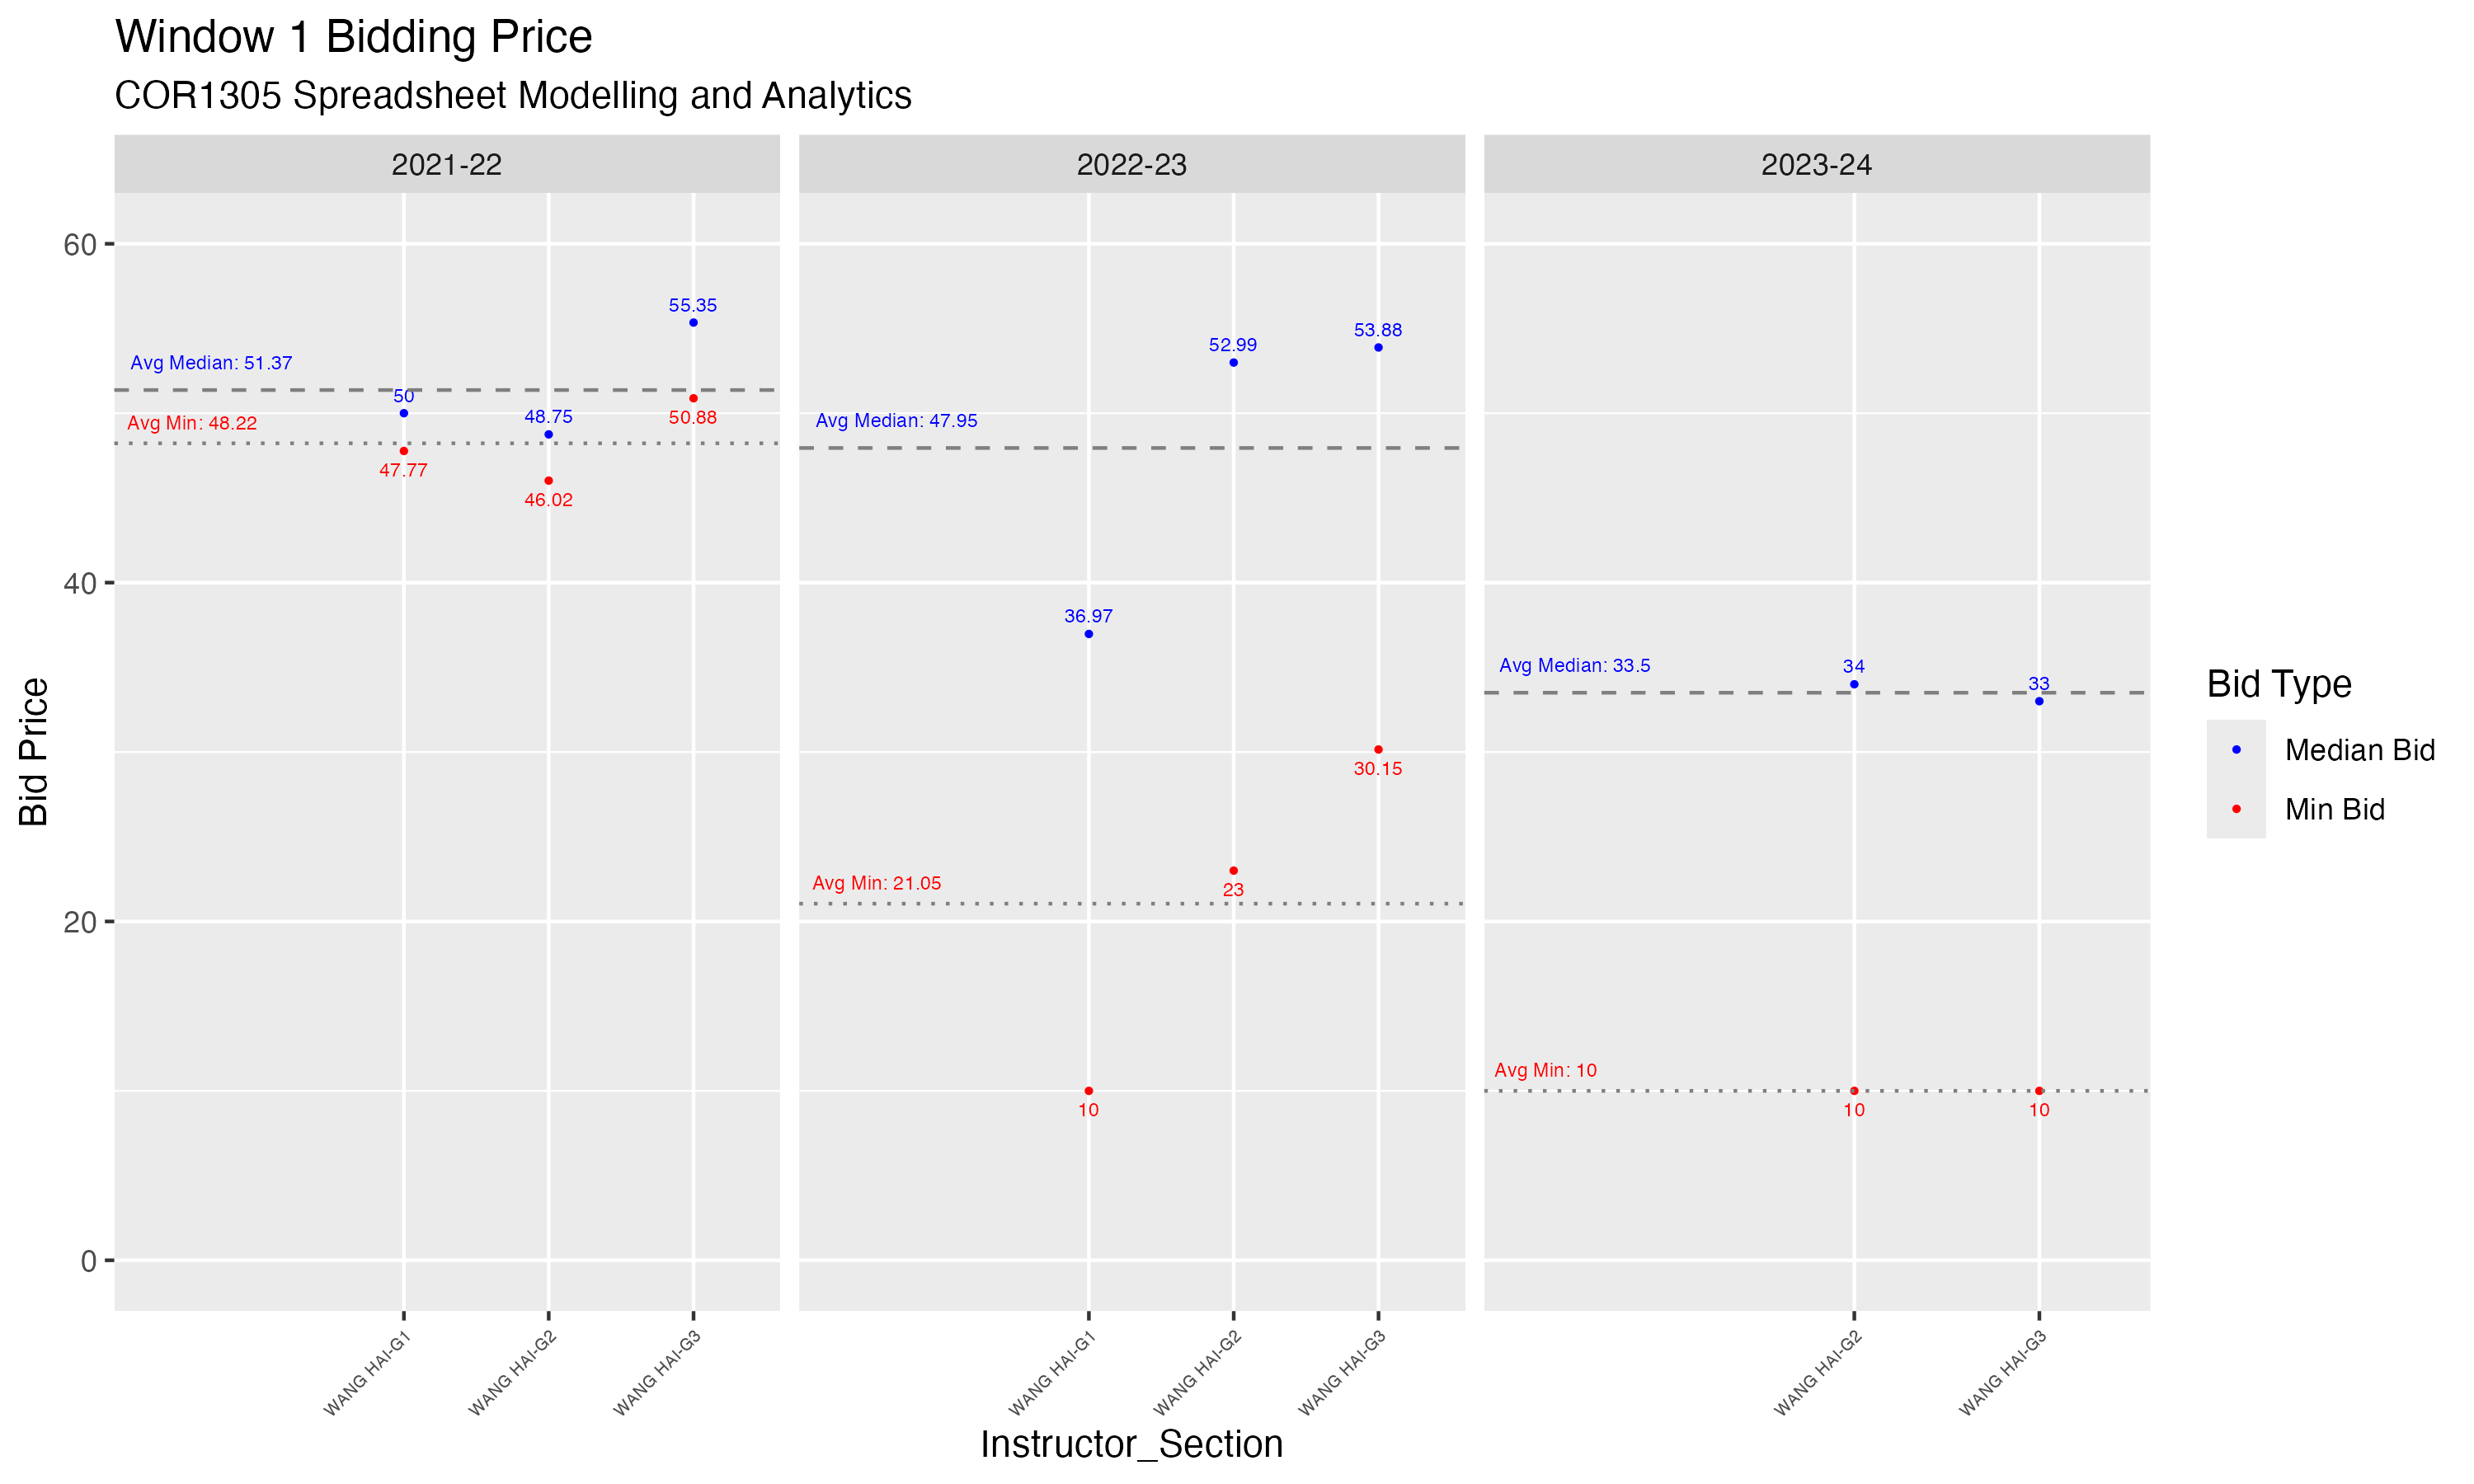 Window 1 Bidding Price
COR1305 Spreadsheet Modelling and Analytics
2021-22
2022-23
2023-24
60
40
20
0
Bid Price
55.35
Avg Median: 51.37
50
48.75
Avg Min: 48.22
50.88
47.77
46.02
53.88
52.99
Avg Median: 47.95
36.97
30.15
Avg Min: 21.05
23
10
Avg Median: 33.5
34
33
Avg Min: 10
10
10
WANG HAI-G1
WANG HAI-G2
WANG HAI-G3
WANG HAI-G1
WANG HAI-G2
WANG HAI-G3
WANG HAI-G2
WANG HAI-G3
Instructor_Section
Bid Type
Median Bid
Min Bid